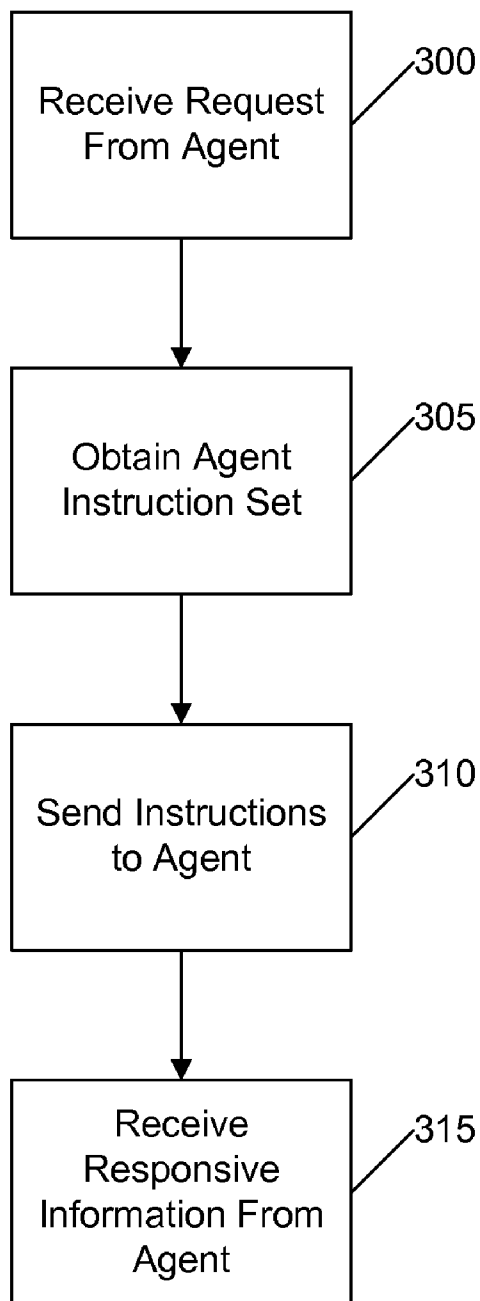 Receive Request
From Agent
300
Obtain Agent
Instruction Set
305
Send Instructions
to Agent
310
Receive
Responsive
Information From
Agent
315